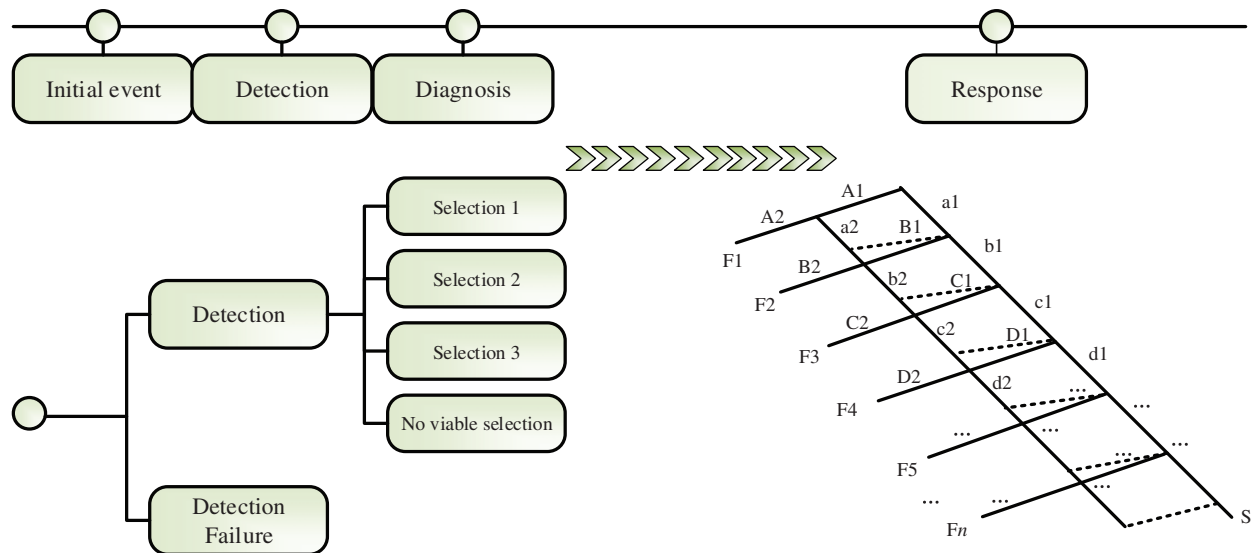 Initial event
Detection
Diagnosis
Response
Selection 1
Selection 2
Selection 3
No viable selection
Detection
Detection
Failure
A1
a1
A2
a2
B1
F1
b1
B2
b2
C1
F2
c1
C2
c2
D1
F3
d1
D2
d2
...
F4
...
...
...
...
F5
...
...
...
...
Fn
S